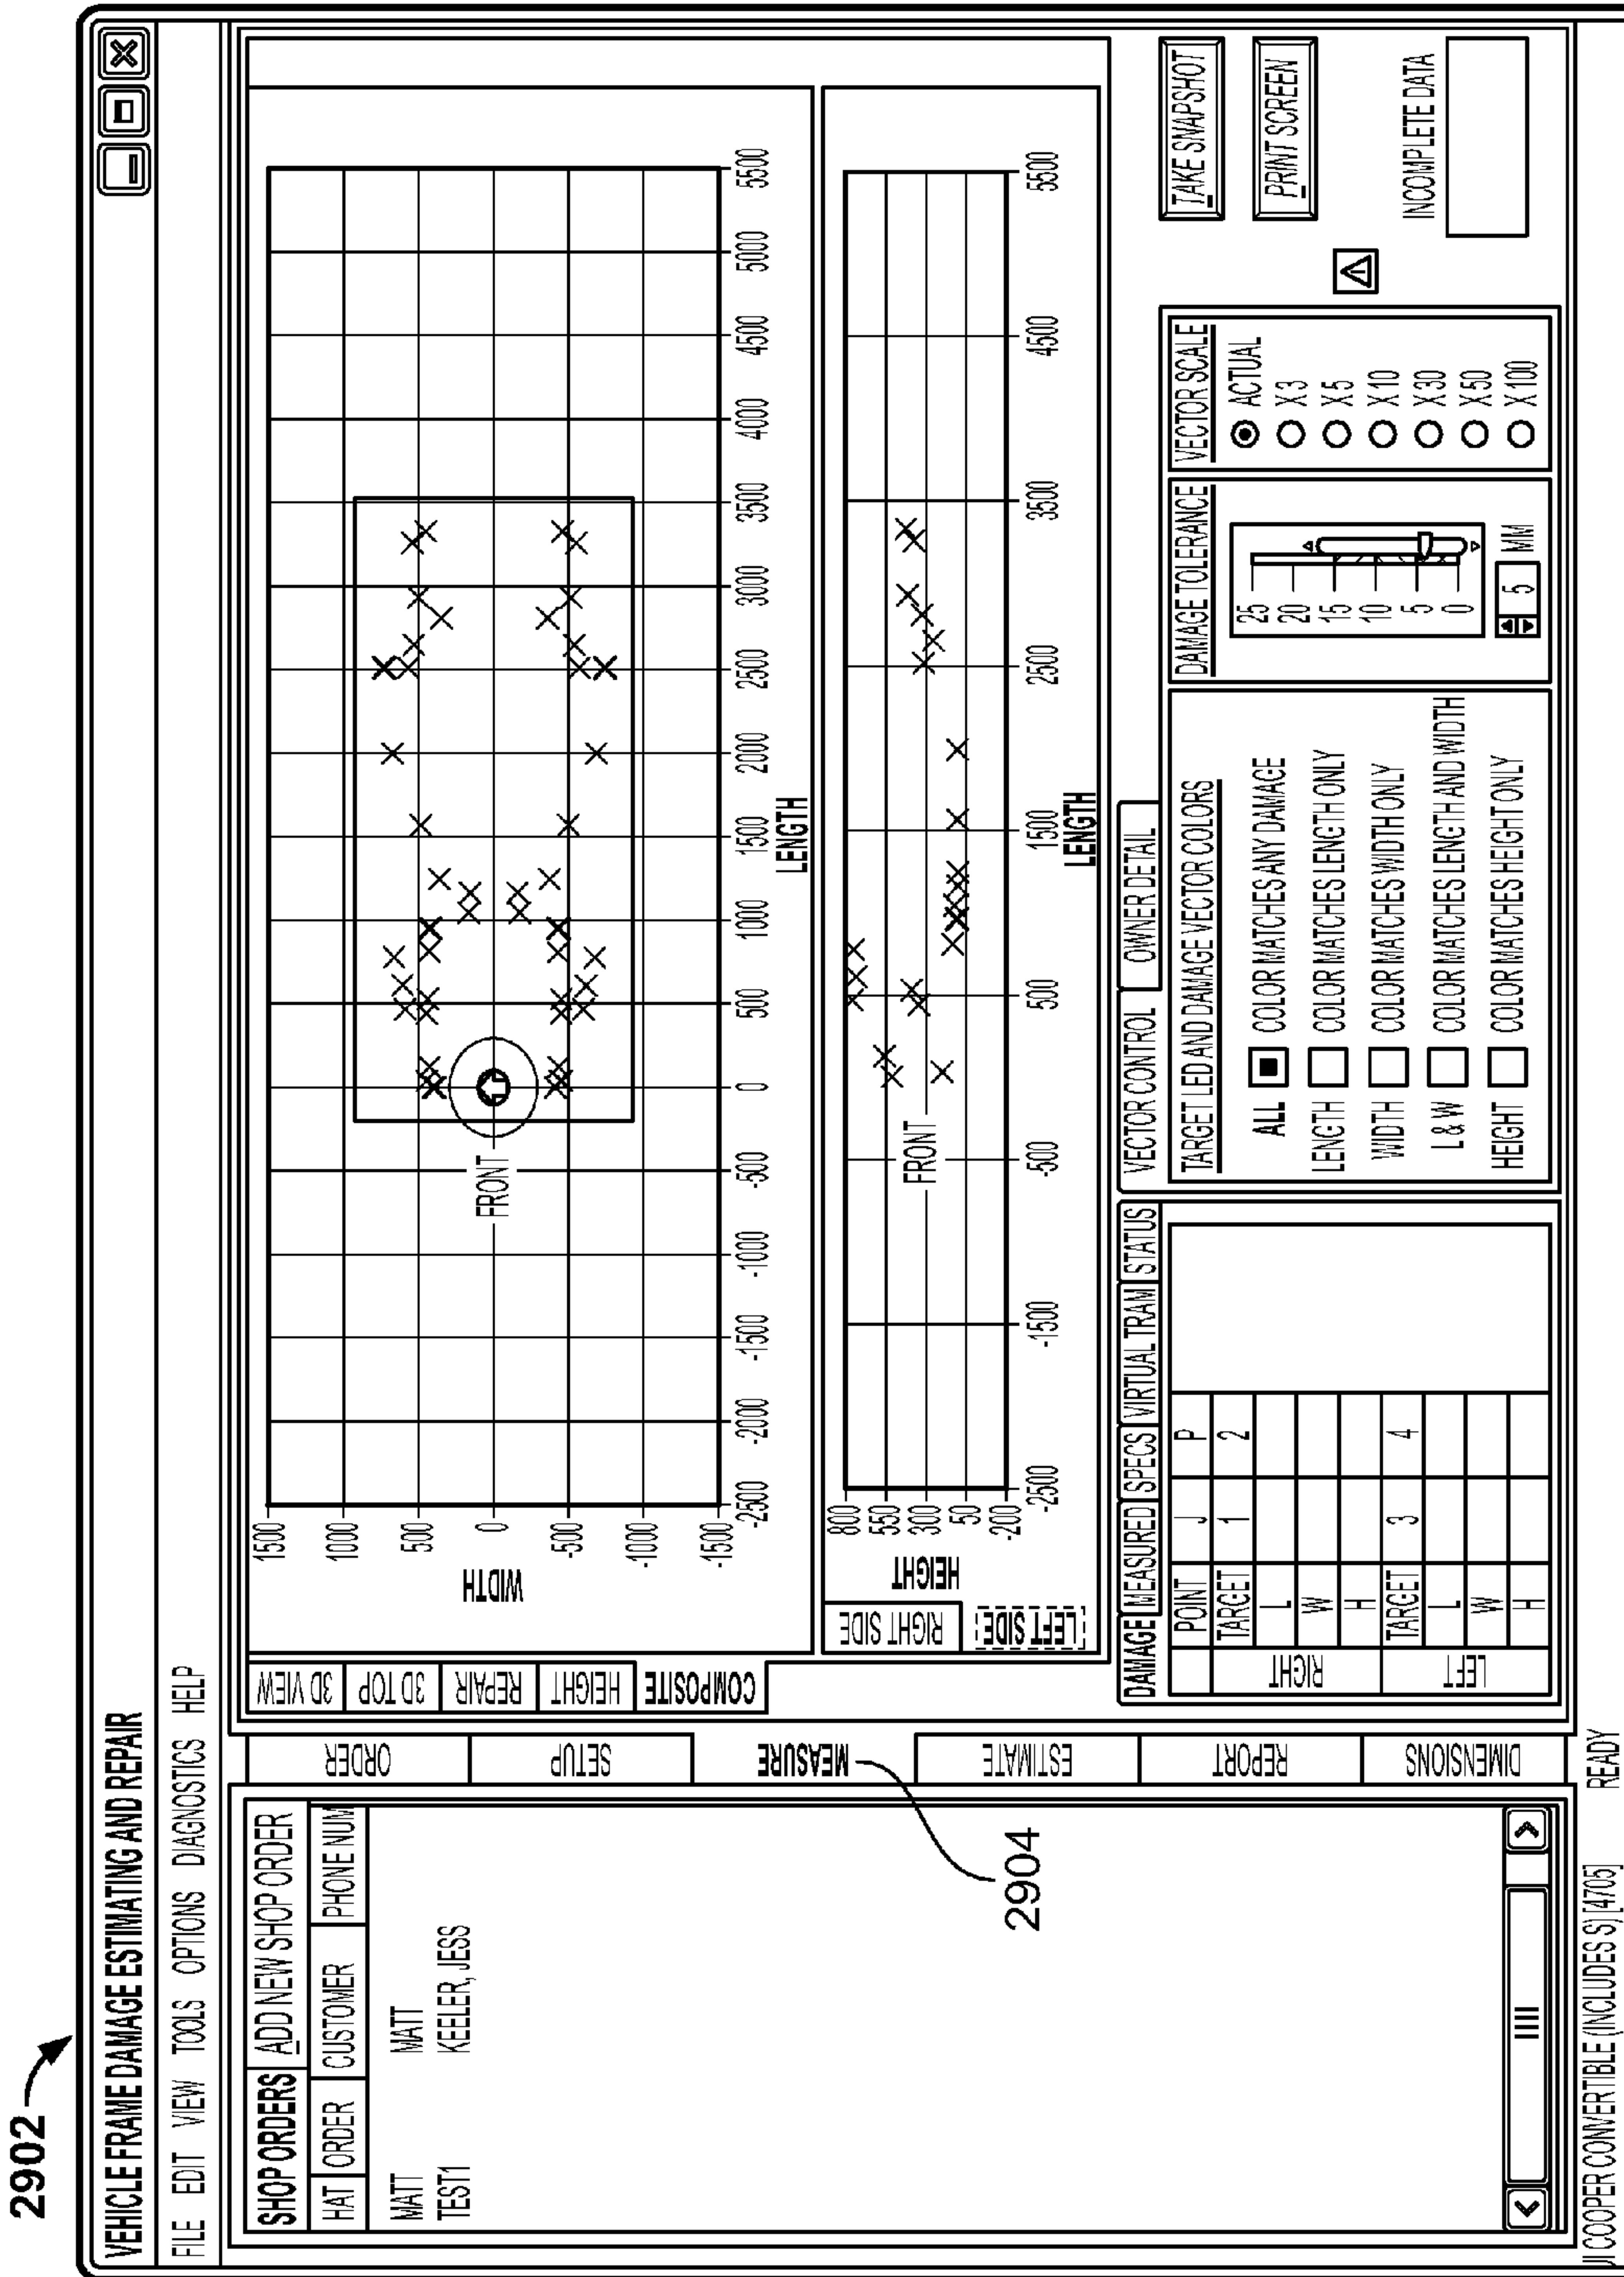 2902
VEHICLE FRAME DAMAGE ESTIMATING AND REPAIR
FILE EDIT VIEW TOOLS OPTIONS DIAGNOSTICS HELP
SHOP ORDERS ADD NEW SHOP ORDER
HAT ORDER CUSTOMER PHONE NUM
MATT MATT
TEST1 KEELER, JESS
2904
ORDER
SETUP
MEASURE
ESTIMATE
REPORT
DIMENSIONS
3D VIEW
3D TOP
REPAIR
HEIGHT
COMPOSITE
WIDTH
1500
1000
500
0
-500
-1000
-1500
FRONT
-2500 -2000 -1500 -1000 -500 0 500 1000 1500 2000 2500 3000 3500 4000 4500 5000 5500
LENGTH
RIGHT SIDE
LEFT SIDE
HEIGHT
800
550
300
50
-200
FRONT
-2500 -1500 -500 500 1500 2500 3500 4500 5500
LENGTH
DAMAGE MEASURED SPECS VIRTUAL TRAM STATUS
POINT J P
RIGHT
TARGET 1 2
L
W
H
LEFT
TARGET 3 4
L
W
H
VECTOR CONTROL OWNER DETAIL
TARGET LED AND DAMAGE VECTOR COLORS
ALL COLOR MATCHES ANY DAMAGE
LENGTH COLOR MATCHES LENGTH ONLY
WIDTH COLOR MATCHES WIDTH ONLY
L & W COLOR MATCHES LENGTH AND WIDTH
HEIGHT COLOR MATCHES HEIGHT ONLY
DAMAGE TOLERANCE
25
20
15
10
5
0
5 MM
VECTOR SCALE
ACTUAL
X 3
X 5
X 10
X 30
X 50
X 100
TAKE SNAPSHOT
PRINT SCREEN
INCOMPLETE DATA
COOPER CONVERTIBLE (INCLUDES S) [4705] READY